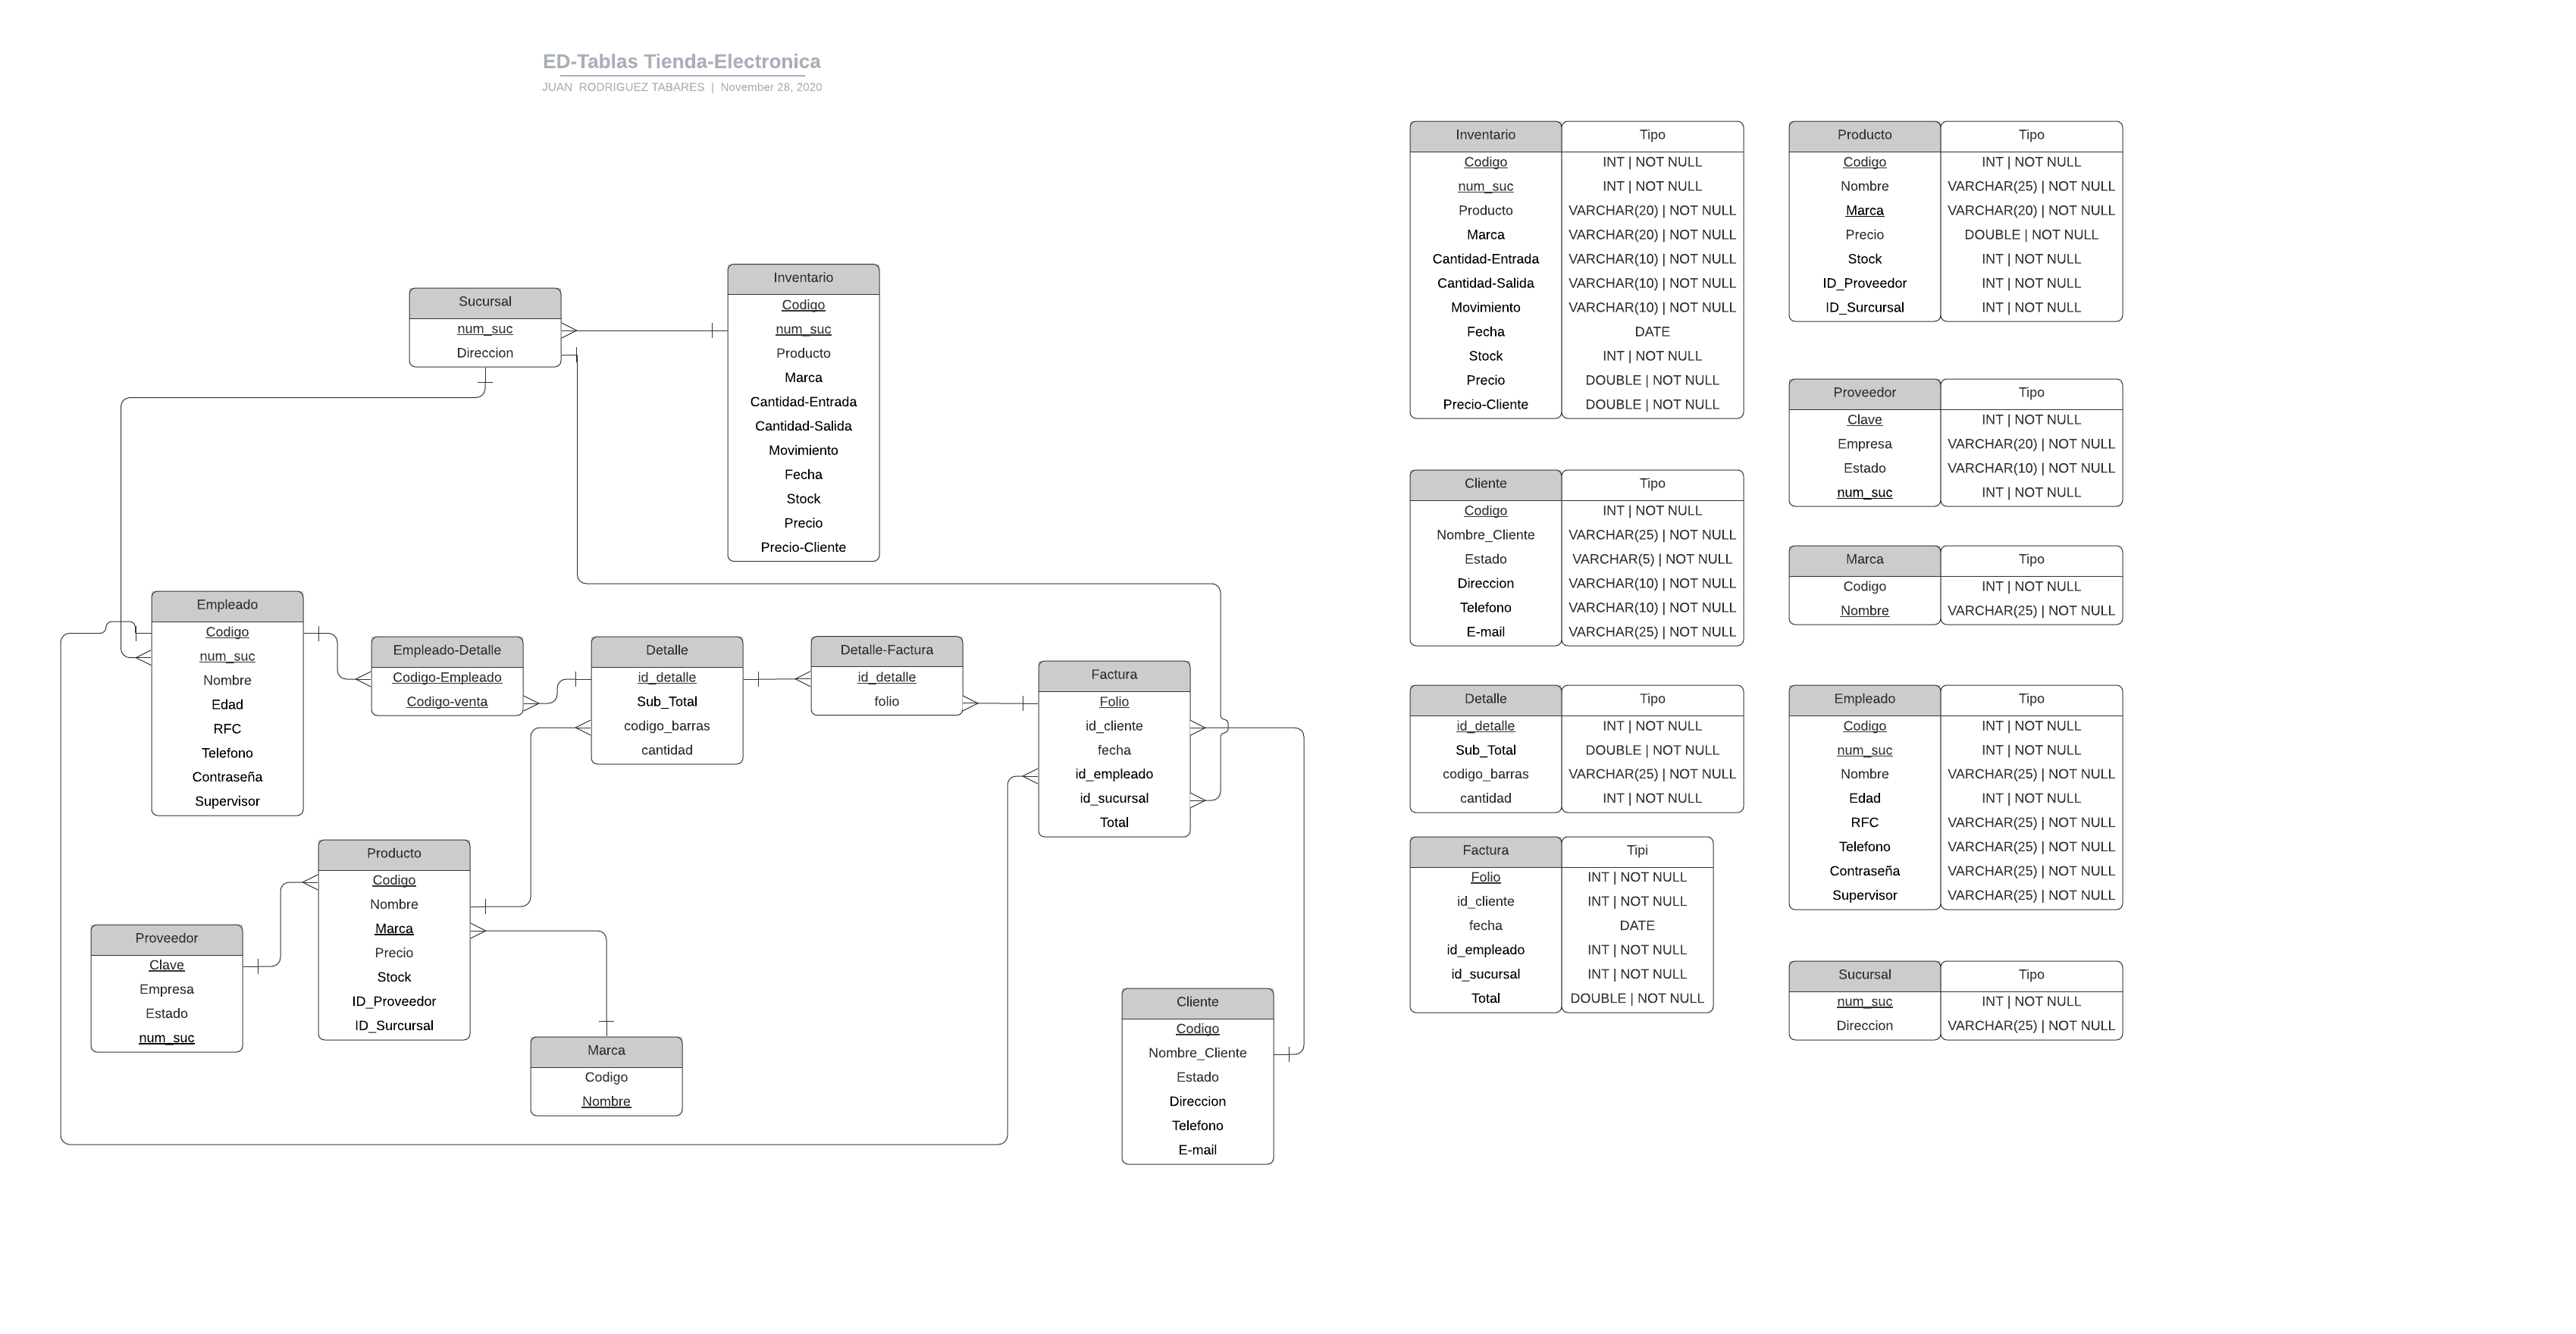 ED-Tablas Tienda-Electronica
JUAN RODRIGUEZ TABARES | November 28, 2020
Sucursal
num_suc
Direccion
Inventario
Codigo
num_suc
Producto
Marca
Cantidad-Entrada
Cantidad-Salida
Movimiento
Fecha
Stock
Precio
Precio-Cliente
Empleado
Codigo
num_suc
Nombre
Edad
RFC
Telefono
Contraseña
Supervisor
Empleado-Detalle
Codigo-Empleado
Codigo-venta
Detalle
id_detalle
Sub_Total
codigo_barras
cantidad
Detalle-Factura
id_detalle
folio
Factura
Folio
id_cliente
fecha
id_empleado
id_sucursal
Total
Proveedor
Clave
Empresa
Estado
num_suc
Producto
Codigo
Nombre
Marca
Precio
Stock
ID_Proveedor
ID_Surcursal
Marca
Codigo
Nombre
Cliente
Codigo
Nombre_Cliente
Estado
Direccion
Telefono
E-mail
Inventario Tipo
Codigo INT | NOT NULL
num_suc INT | NOT NULL
Producto VARCHAR(20) | NOT NULL
Marca VARCHAR(20) | NOT NULL
Cantidad-Entrada VARCHAR(10) | NOT NULL
Cantidad-Salida VARCHAR(10) | NOT NULL
Movimiento VARCHAR(10) | NOT NULL
Fecha DATE
Stock INT | NOT NULL
Precio DOUBLE | NOT NULL
Precio-Cliente DOUBLE | NOT NULL
Cliente Tipo
Codigo INT | NOT NULL
Nombre_Cliente VARCHAR(25) | NOT NULL
Estado VARCHAR(5) | NOT NULL
Direccion VARCHAR(10) | NOT NULL
Telefono VARCHAR(10) | NOT NULL
E-mail VARCHAR(25) | NOT NULL
Detalle Tipo
id_detalle INT | NOT NULL
Sub_Total DOUBLE | NOT NULL
codigo_barras VARCHAR(25) | NOT NULL
cantidad INT | NOT NULL
Factura Tipi
Folio INT | NOT NULL
id_cliente INT | NOT NULL
fecha DATE
id_empleado INT | NOT NULL
id_sucursal INT | NOT NULL
Total DOUBLE | NOT NULL
Producto Tipo
Codigo INT | NOT NULL
Nombre VARCHAR(25) | NOT NULL
Marca VARCHAR(20) | NOT NULL
Precio DOUBLE | NOT NULL
Stock INT | NOT NULL
ID_Proveedor INT | NOT NULL
ID_Surcursal INT | NOT NULL
Proveedor Tipo
Clave INT | NOT NULL
Empresa VARCHAR(20) | NOT NULL
Estado VARCHAR(10) | NOT NULL
num_suc INT | NOT NULL
Marca Tipo
Codigo INT | NOT NULL
Nombre VARCHAR(25) | NOT NULL
Empleado Tipo
Codigo INT | NOT NULL
num_suc INT | NOT NULL
Nombre VARCHAR(25) | NOT NULL
Edad INT | NOT NULL
RFC VARCHAR(25) | NOT NULL
Telefono VARCHAR(25) | NOT NULL
Contraseña VARCHAR(25) | NOT NULL
Supervisor VARCHAR(25) | NOT NULL
Sucursal Tipo
num_suc INT | NOT NULL
Direccion VARCHAR(25) | NOT NULL